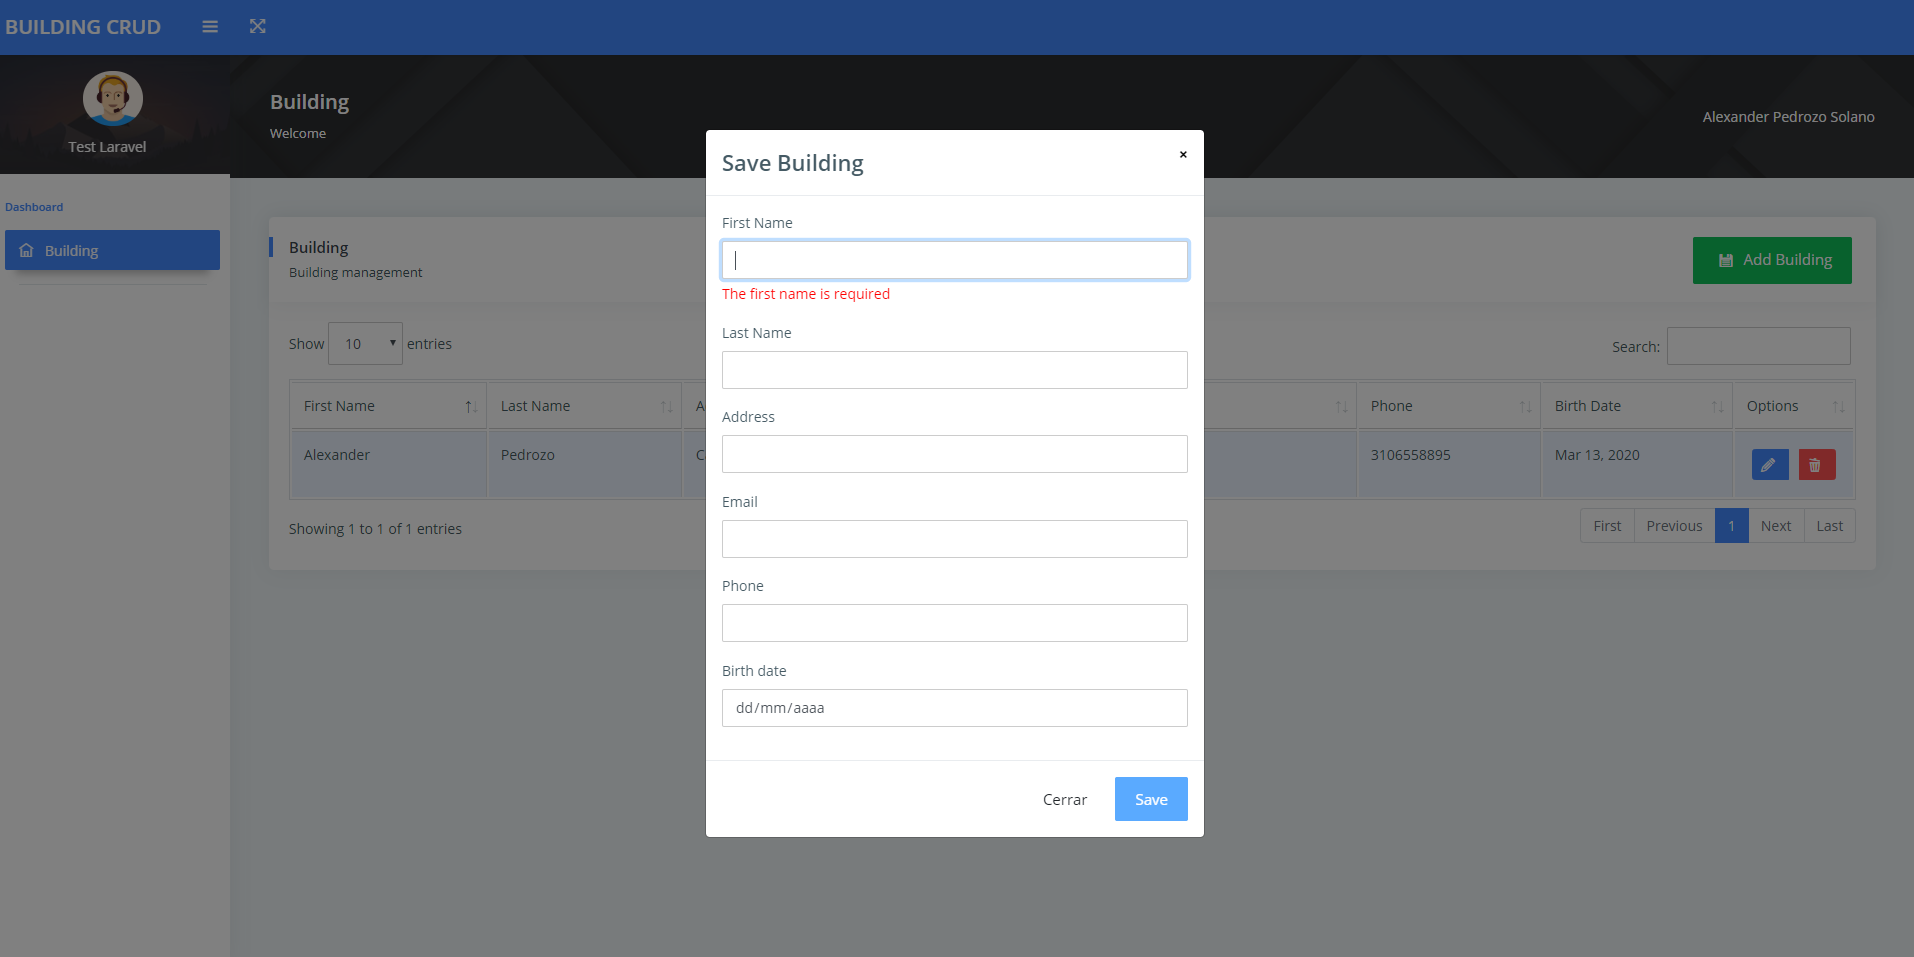 BUILDING CRUD
Test Laravel
Dashboard
Building
Building
Welcome
Alexander Pedrozo Solano
Building
Building management
Add Building
Show 10 entries
Search:
First Name Last Name A Phone Birth Date Options
Alexander Pedrozo C 3106558895 Mar 13, 2020
Showing 1 to 1 of 1 entries
First Previous 1 Next Last
Save Building
×
First Name
The first name is required
Last Name
Address
Email
Phone
Birth date
dd/mm/aaaa
Cerrar Save